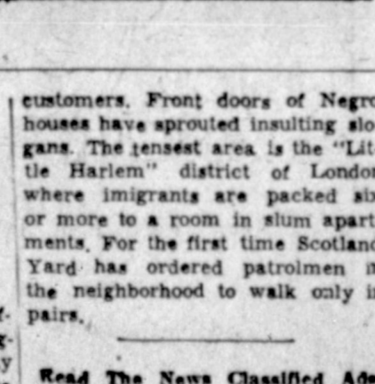 customers. Front doors of Negro
houses have sprouted insulting slo
gans. The tensest area is the "Lit
tle Harlem" district of London
where imigrants are packed six
or more to a room in slum apart
ments. For the first time Scotland
Yard has ordered patrolmen in
the neighborhood to walk only in
pairs.
Read The News Classified Ads